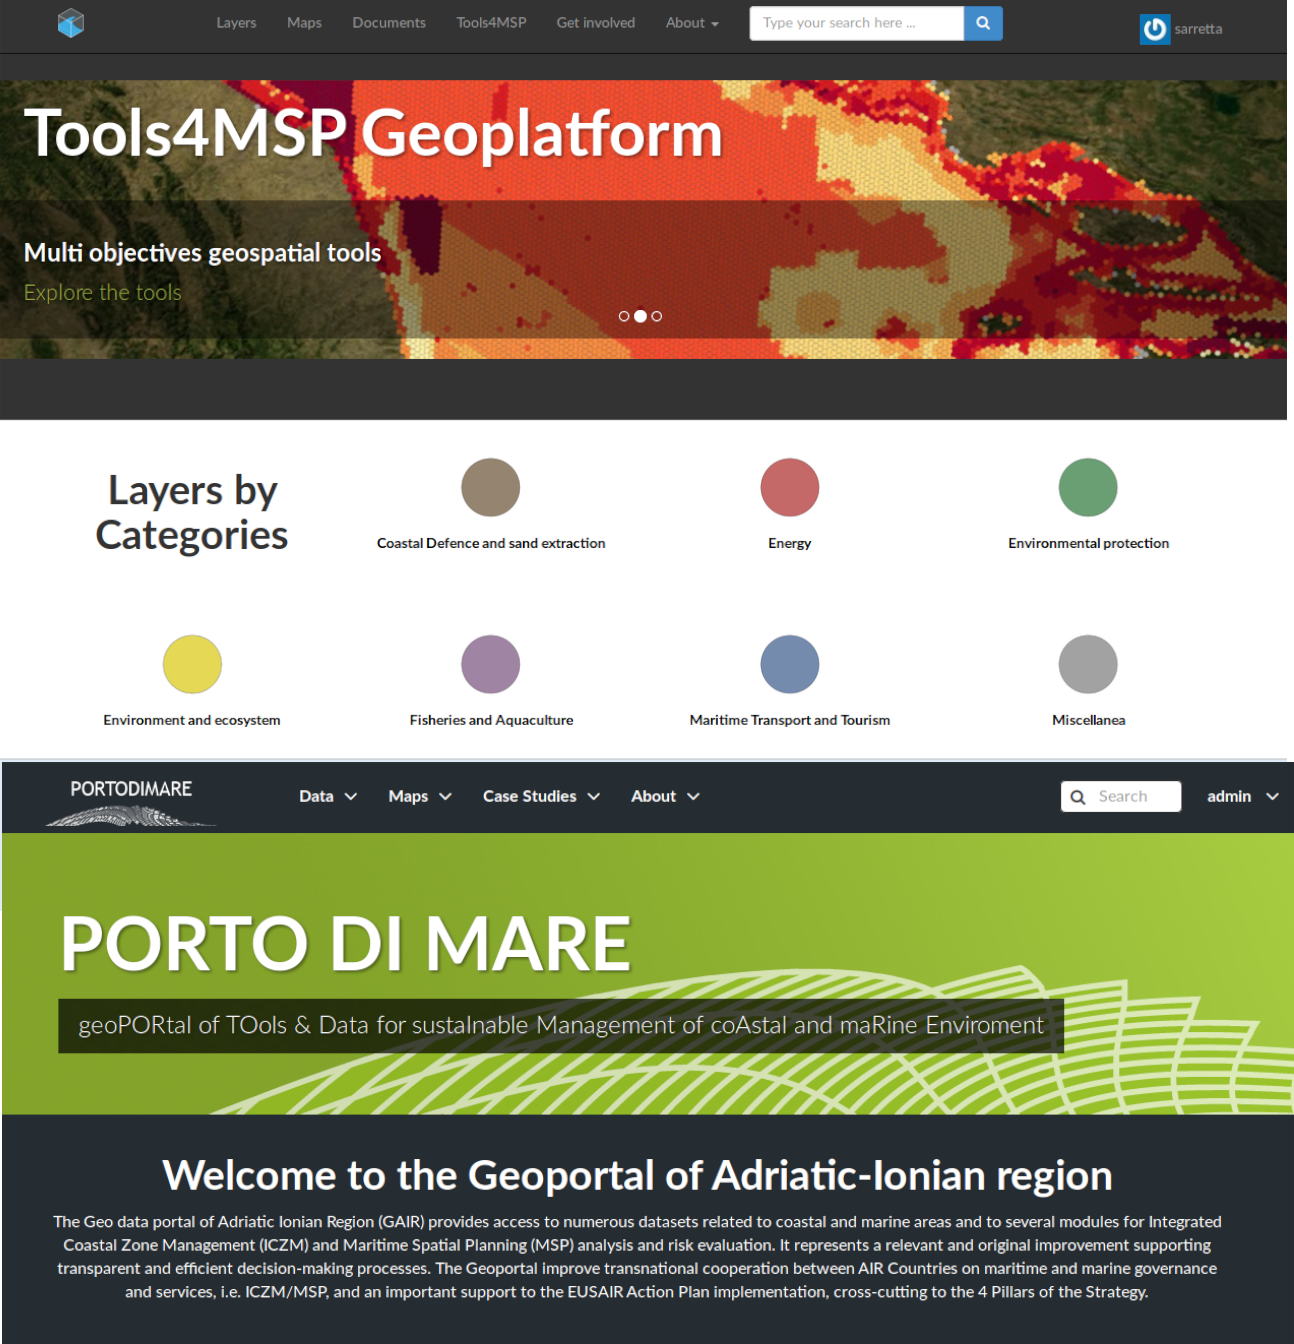 Layers Maps Documents Tools4MSP Get involved About Type your search here ... sarretta
Tools4MSP Geoplatform
Multi objectives geospatial tools
Explore the tools
Layers by
Categories
Coastal Defence and sand extraction
Energy
Environmental protection
Environment and ecosystem
Fisheries and Aquaculture
Maritime Transport and Tourism
Miscellanea
PORTODIMARE
Data Maps Case Studies About Search admin
PORTO DI MARE
geoPORtal of TOols & Data for sustaInable Management of coAstal and maRine Enviroment
Welcome to the Geoportal of Adriatic-Ionian region
The Geo data portal of Adriatic Ionian Region (GAIR) provides access to numerous datasets related to coastal and marine areas and to several modules for Integrated
Coastal Zone Management (ICZM) and Maritime Spatial Planning (MSP) analysis and risk evaluation. It represents a relevant and original improvement supporting
transparent and efficient decision-making processes. The Geoportal improve transnational cooperation between AIR Countries on maritime and marine governance
and services, i.e. ICZM/MSP, and an important support to the EUSAIR Action Plan implementation, cross-cutting to the 4 Pillars of the Strategy.